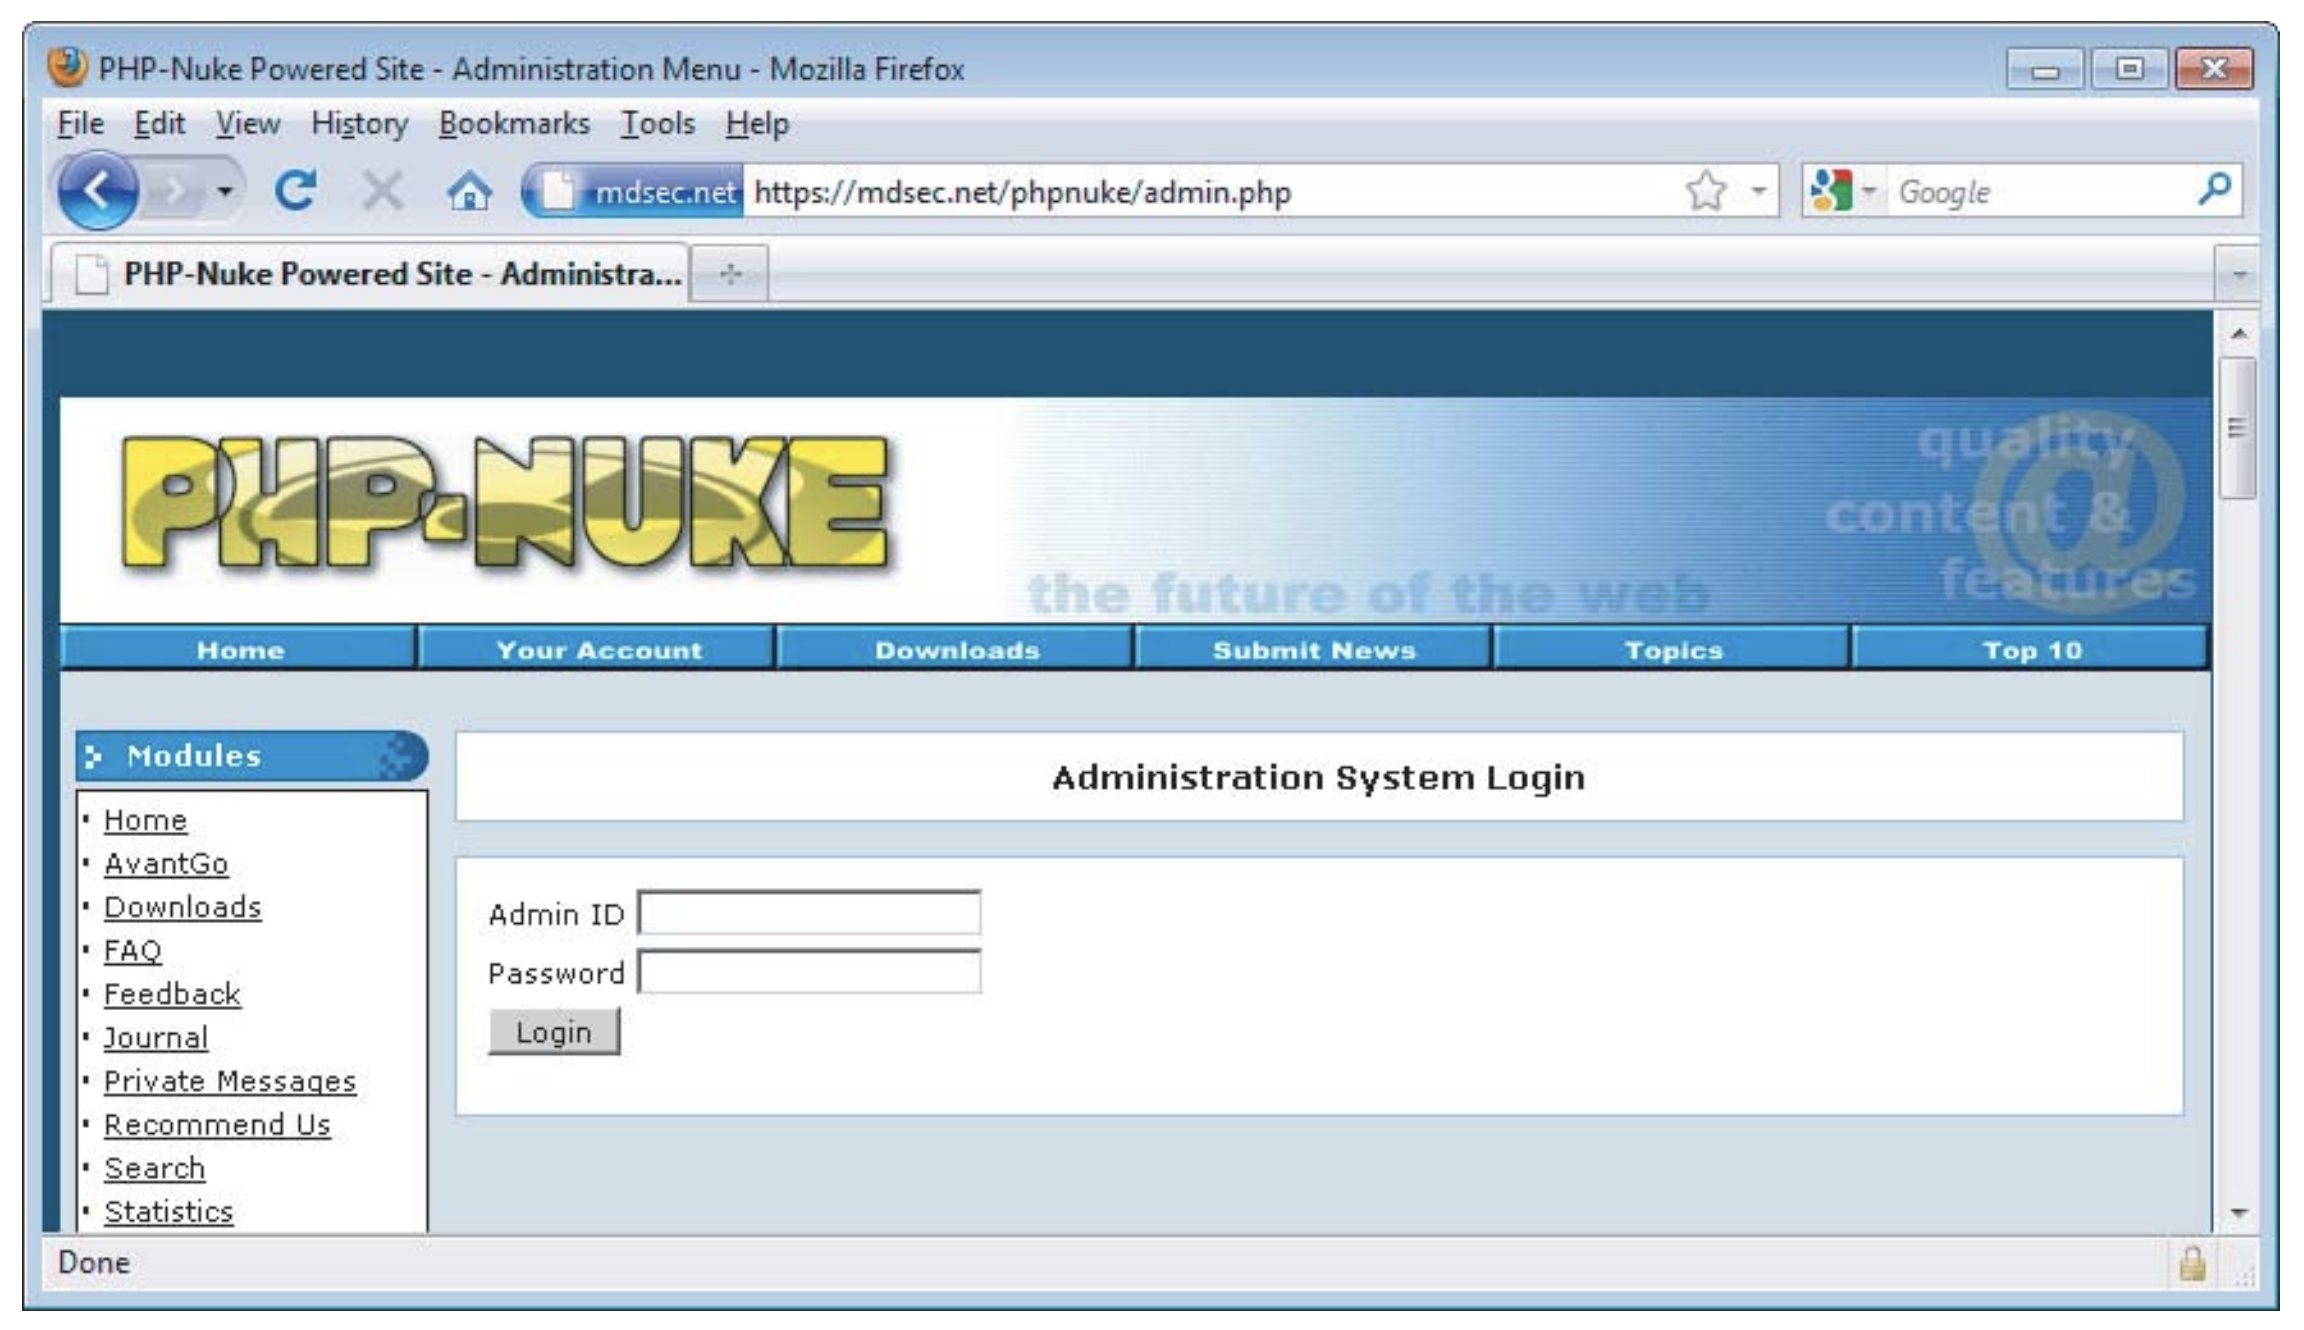 PHP-Nuke Powered Site - Administration Menu - Mozilla Firefox
File Edit View History Bookmarks Tools Help
mdsec.net https://mdsec.net/phpnuke/admin.php Google
PHP-Nuke Powered Site - Administra...
PHP-NUKE
quality
content &
features
@
the future of the web
Home Your Account Downloads Submit News Topics Top 10
Modules
Home
AvantGo
Downloads
FAQ
Feedback
Journal
Private Messages
Recommend Us
Search
Statistics
Administration System Login
Admin ID
Password
Login
Done